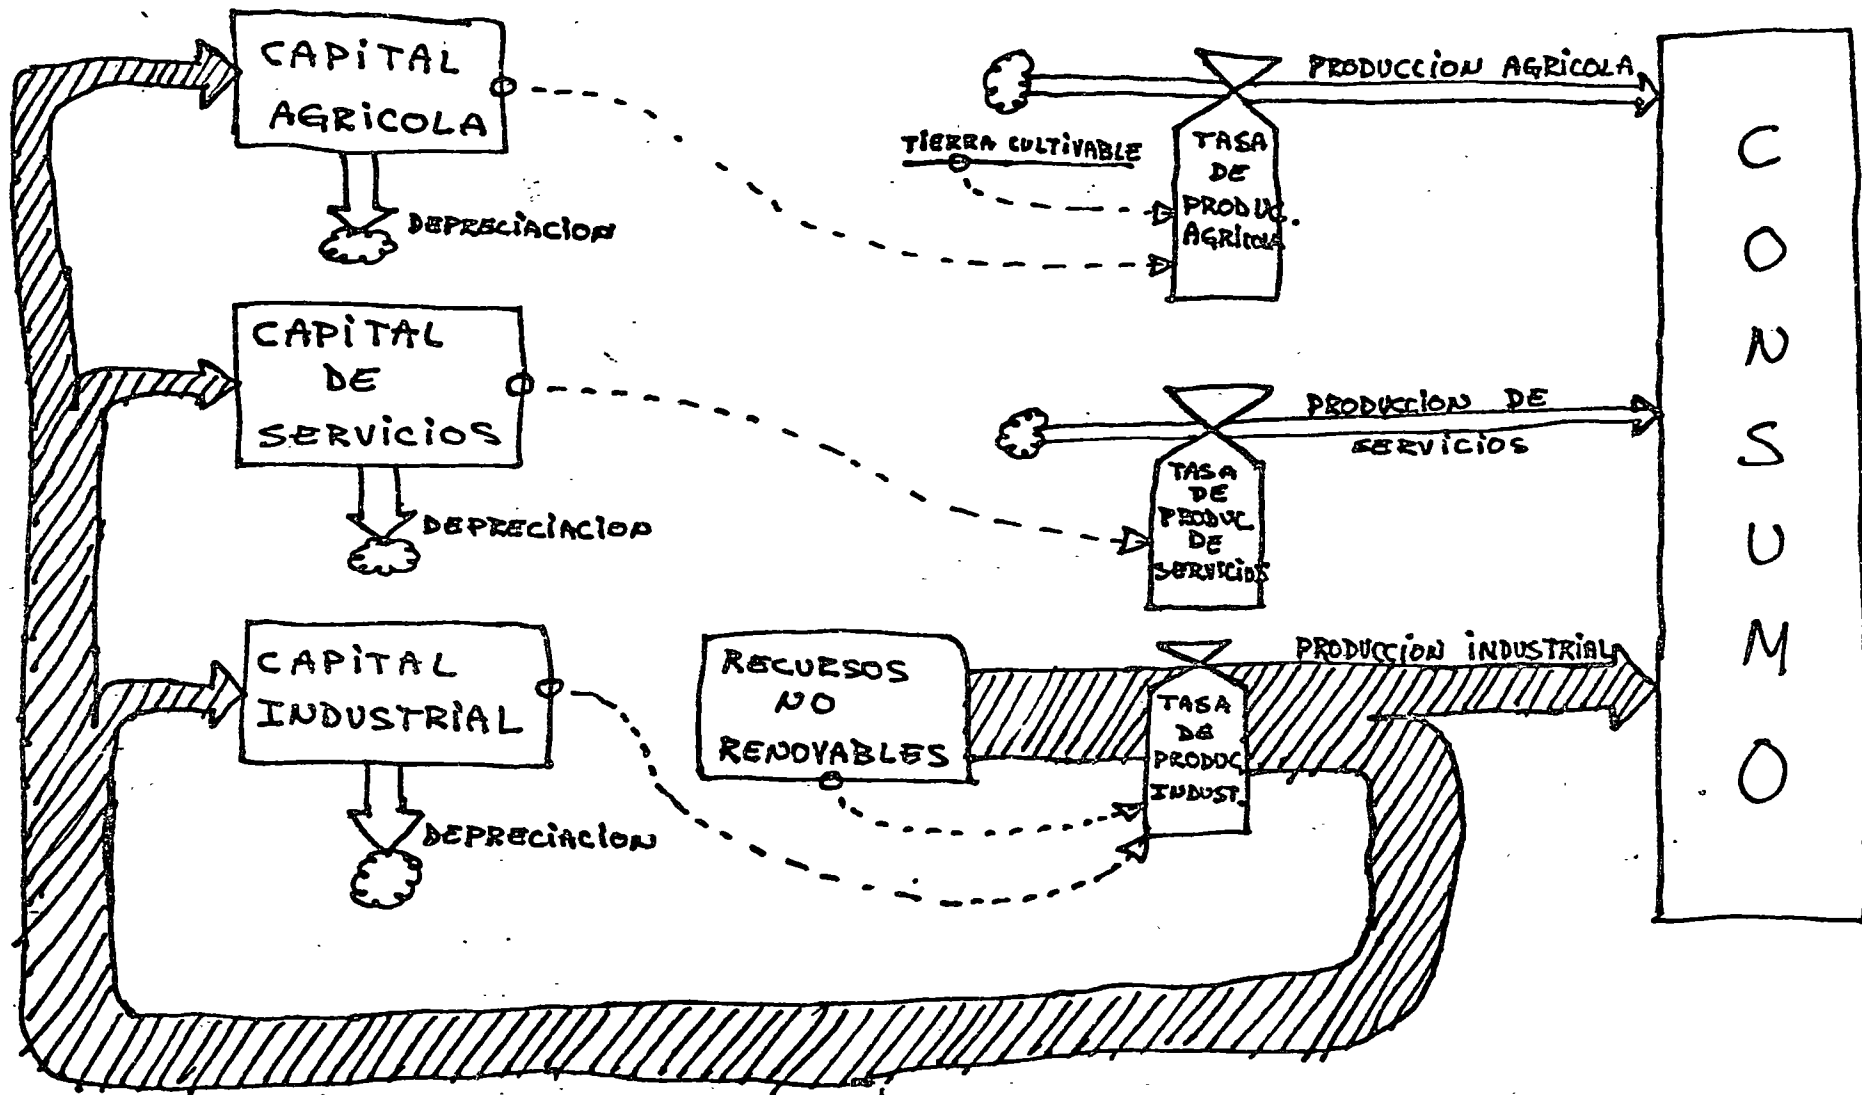 CAPiTAL
AGRiCOLA
DEPRECiACION
PRODUCCiON AGRiCOLA
TiERRA CULTiVABLE
TASA
DE
PRODUC.
AGRiCOLA
CAPiTAL
DE
SERViCiOS
DEPRECiACiON
PRODUCCION DE
SERViCiOS
TASA
DE
PRODUC
DE
SERViCiOS
CAPiTAL
INDUSTRiAL
DEPRECiACiON
RECURSOS
NO
RENOVABLES
PRODUCCiON iNDUSTRiAL
TASA
DE
PRODUC.
INDUST.
CONSUMO